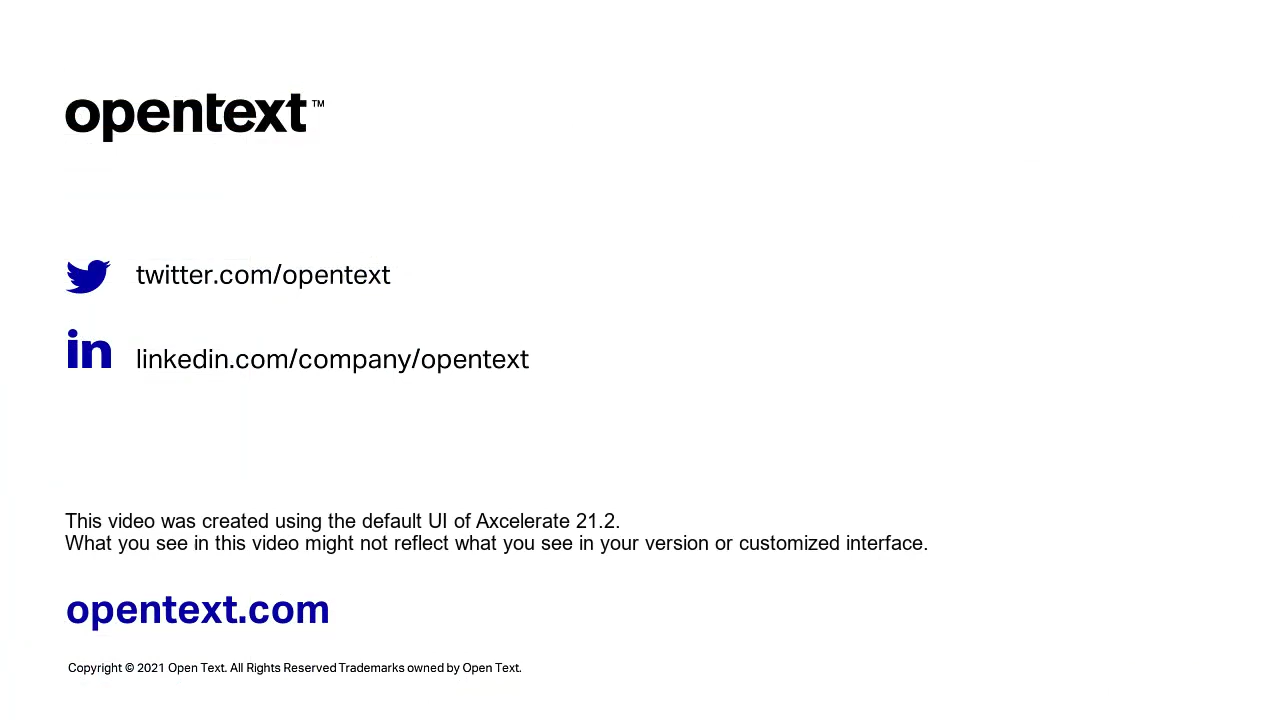 opentext™
twitter.com/opentext
in
linkedin.com/company/opentext
This video was created using the default UI of Axcelerate 21.2.
What you see in this video might not reflect what you see in your version or customized interface.
opentext.com
Copyright © 2021 Open Text. All Rights Reserved Trademarks owned by Open Text.